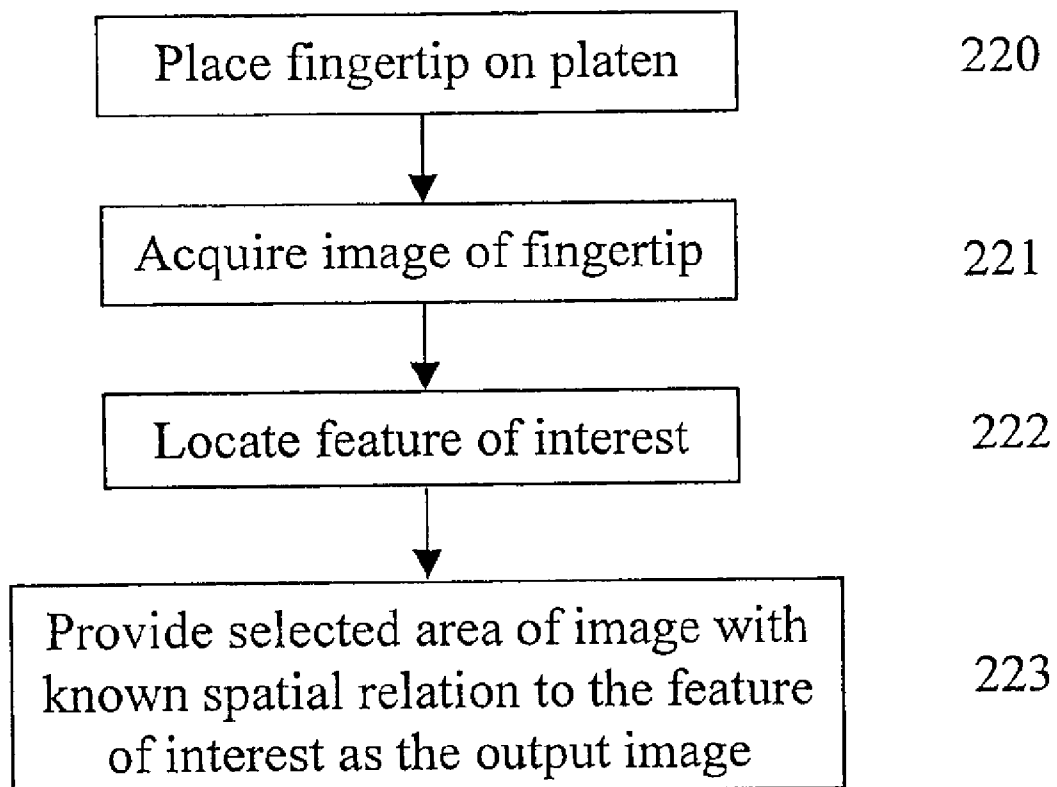 Place fingertip on platen
220
Acquire image of fingertip
221
Locate feature of interest
222
Provide selected area of image with
known spatial relation to the feature
of interest as the output image
223